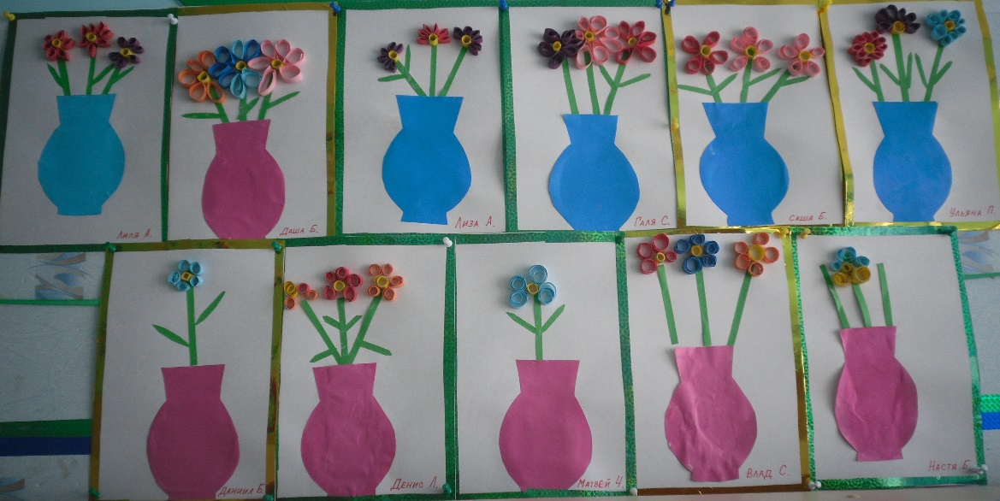 Лиля А.
Даша Б.
Лиза А.
Галя С.
Саша Б.
Ульяна П.
Даниил Б.
Денис Л.
Матвей Ч.
Влад С.
Настя Б.